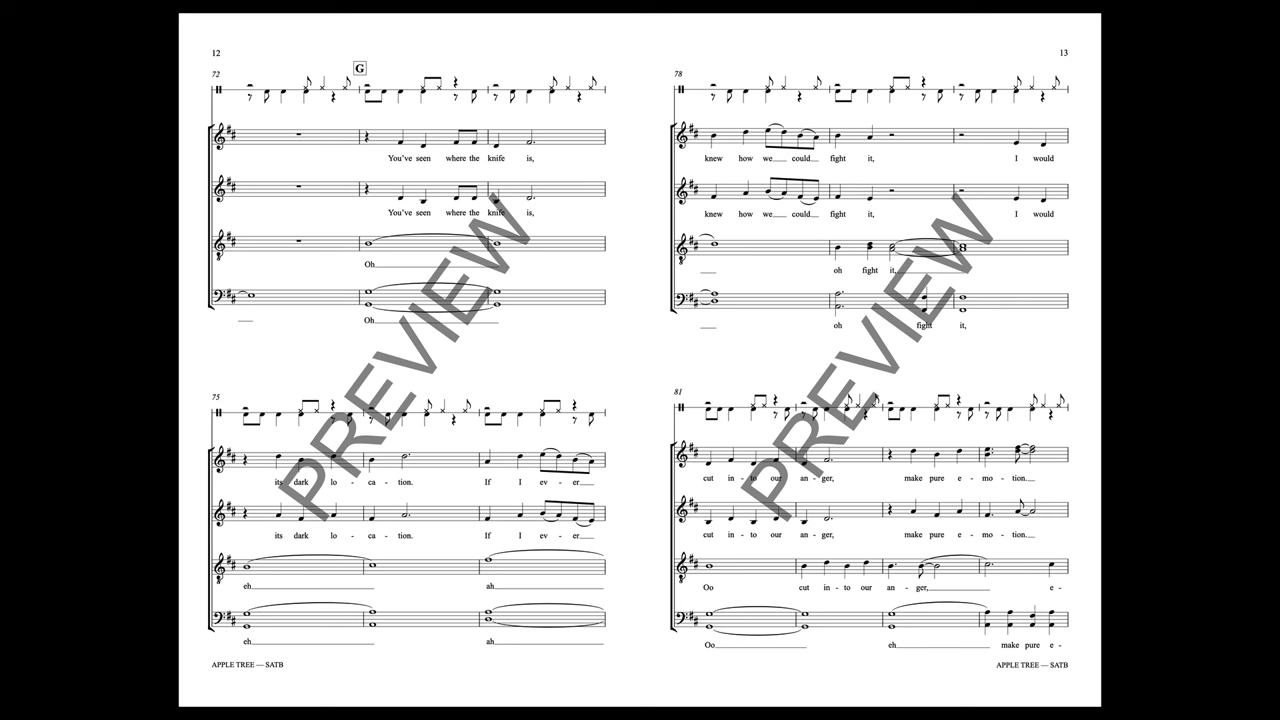 12
72
G
You've seen where the knife is,
You've seen where the knife is,
Oh
Oh
75
its dark lo - ca - tion. If I ev - er
its dark lo - ca - tion. If I ev - er
eh ah
eh ah
APPLE TREE — SATB
13
78
knew how we could fight it, I would
knew how we could fight it, I would
oh fight it,
oh fight it,
81
cut in - to our an - ger, make pure e - mo - tion.
cut in - to our an - ger, make pure e - mo - tion.
Oo cut in - to our an - ger, e -
Oo eh make pure e -
APPLE TREE — SATB
PREVIEW
PREVIEW